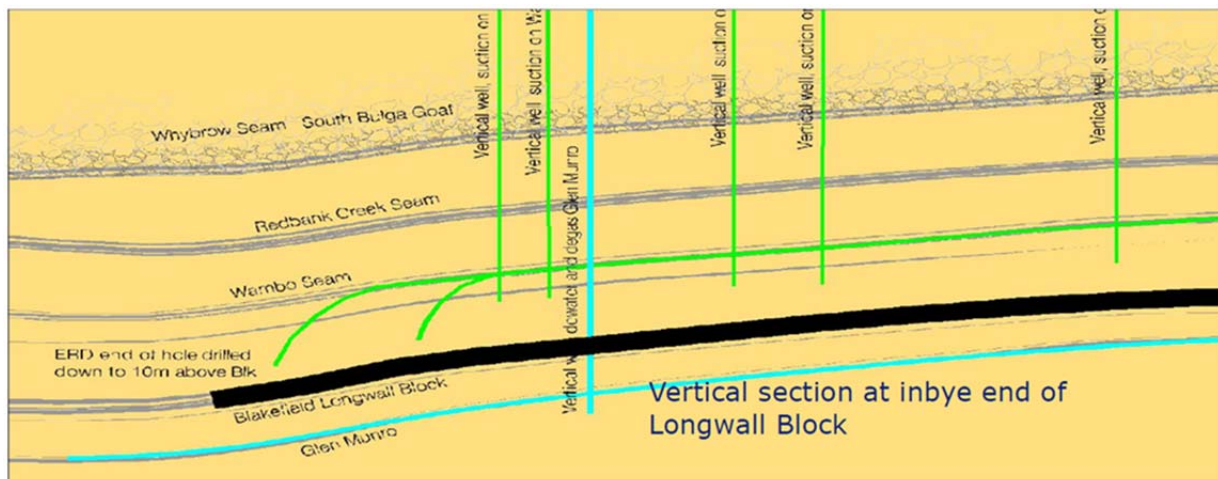 Vertical well, suction on
Vertical well suction on Wa
Vertical well suction o
Vertical well, suction on
Vertical well, suction o
Whybrow Seam South Bulga Goaf
Redbank Creek Seam
Wambo Seam
dewater and degas Glen Munro
Vertical w
ERD end of hole drilled
down to 10m above Blk
Blakefield Longwall Block
Glen Munro
Vertical section at inbye end of
Longwall Block